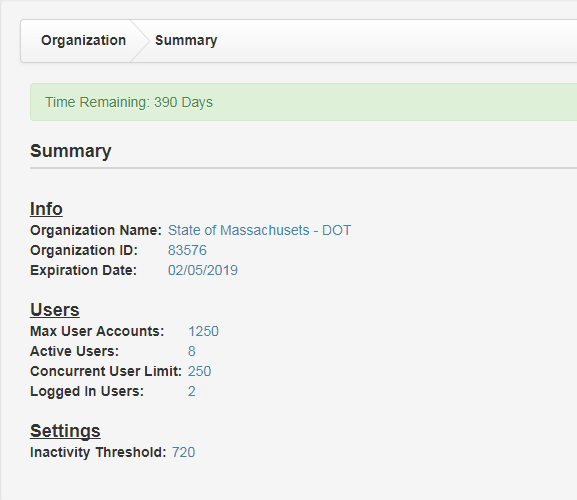 Organization Summary
Time Remaining: 390 Days
Summary
Info
Organization Name: State of Massachusets - DOT
Organization ID: 83576
Expiration Date: 02/05/2019
Users
Max User Accounts: 1250
Active Users: 8
Concurrent User Limit: 250
Logged In Users: 2
Settings
Inactivity Threshold: 720